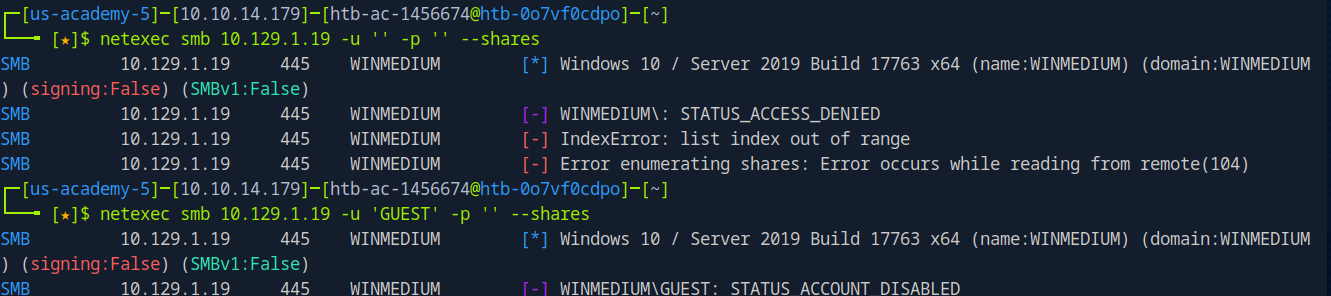 [us-academy-5]─[10.10.14.179]─[htb-ac-1456674@htb-0o7vf0cdpo]─[~]
[★]$ netexec smb 10.129.1.19 -u '' -p '' --shares
SMB 10.129.1.19 445 WINMEDIUM [*] Windows 10 / Server 2019 Build 17763 x64 (name:WINMEDIUM) (domain:WINMEDIUM
) (signing:False) (SMBv1:False)
SMB 10.129.1.19 445 WINMEDIUM [-] WINMEDIUM\: STATUS_ACCESS_DENIED
SMB 10.129.1.19 445 WINMEDIUM [-] IndexError: list index out of range
SMB 10.129.1.19 445 WINMEDIUM [-] Error enumerating shares: Error occurs while reading from remote(104)
[us-academy-5]─[10.10.14.179]─[htb-ac-1456674@htb-0o7vf0cdpo]─[~]
[★]$ netexec smb 10.129.1.19 -u 'GUEST' -p '' --shares
SMB 10.129.1.19 445 WINMEDIUM [*] Windows 10 / Server 2019 Build 17763 x64 (name:WINMEDIUM) (domain:WINMEDIUM
) (signing:False) (SMBv1:False)
SMB 10.129.1.19 445 WINMEDIUM [-] WINMEDIUM\GUEST: STATUS_ACCOUNT_DISABLED